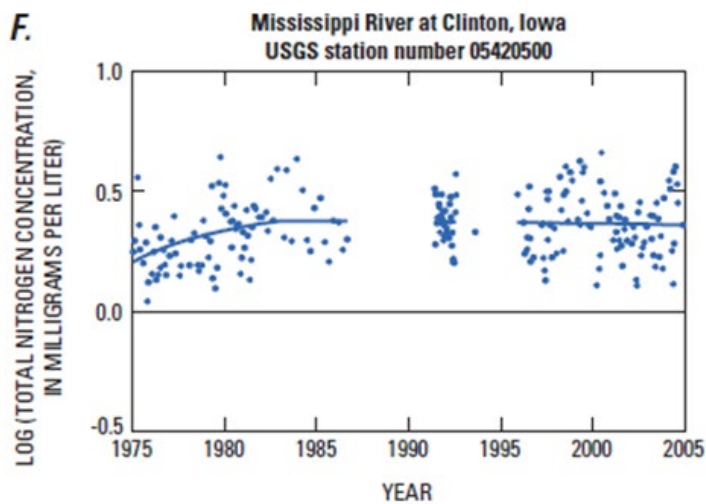 F.
Mississippi River at Clinton, Iowa
USGS station number 05420500
LOG (TOTAL NITROGEN CONCENTRATION,
IN MILLIGRAMS PER LITER)
1.0
0.5
0.0
-0.5
1975 1980 1985 1990 1995 2000 2005
YEAR